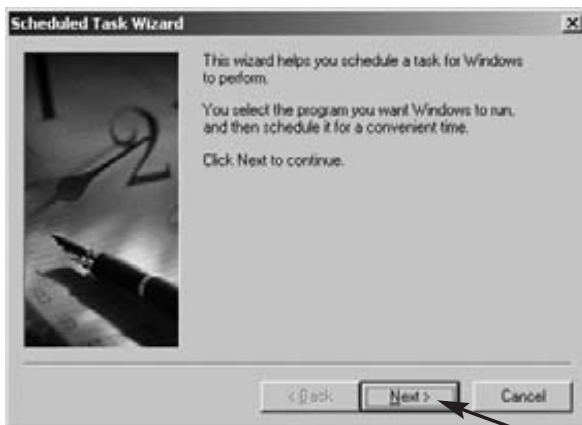 Scheduled Task Wizard
This wizard helps you schedule a task for Windows
to perform.
You select the program you want Windows to run,
and then schedule it for a convenient time.
Click Next to continue.
2
< Back
Next >
Cancel